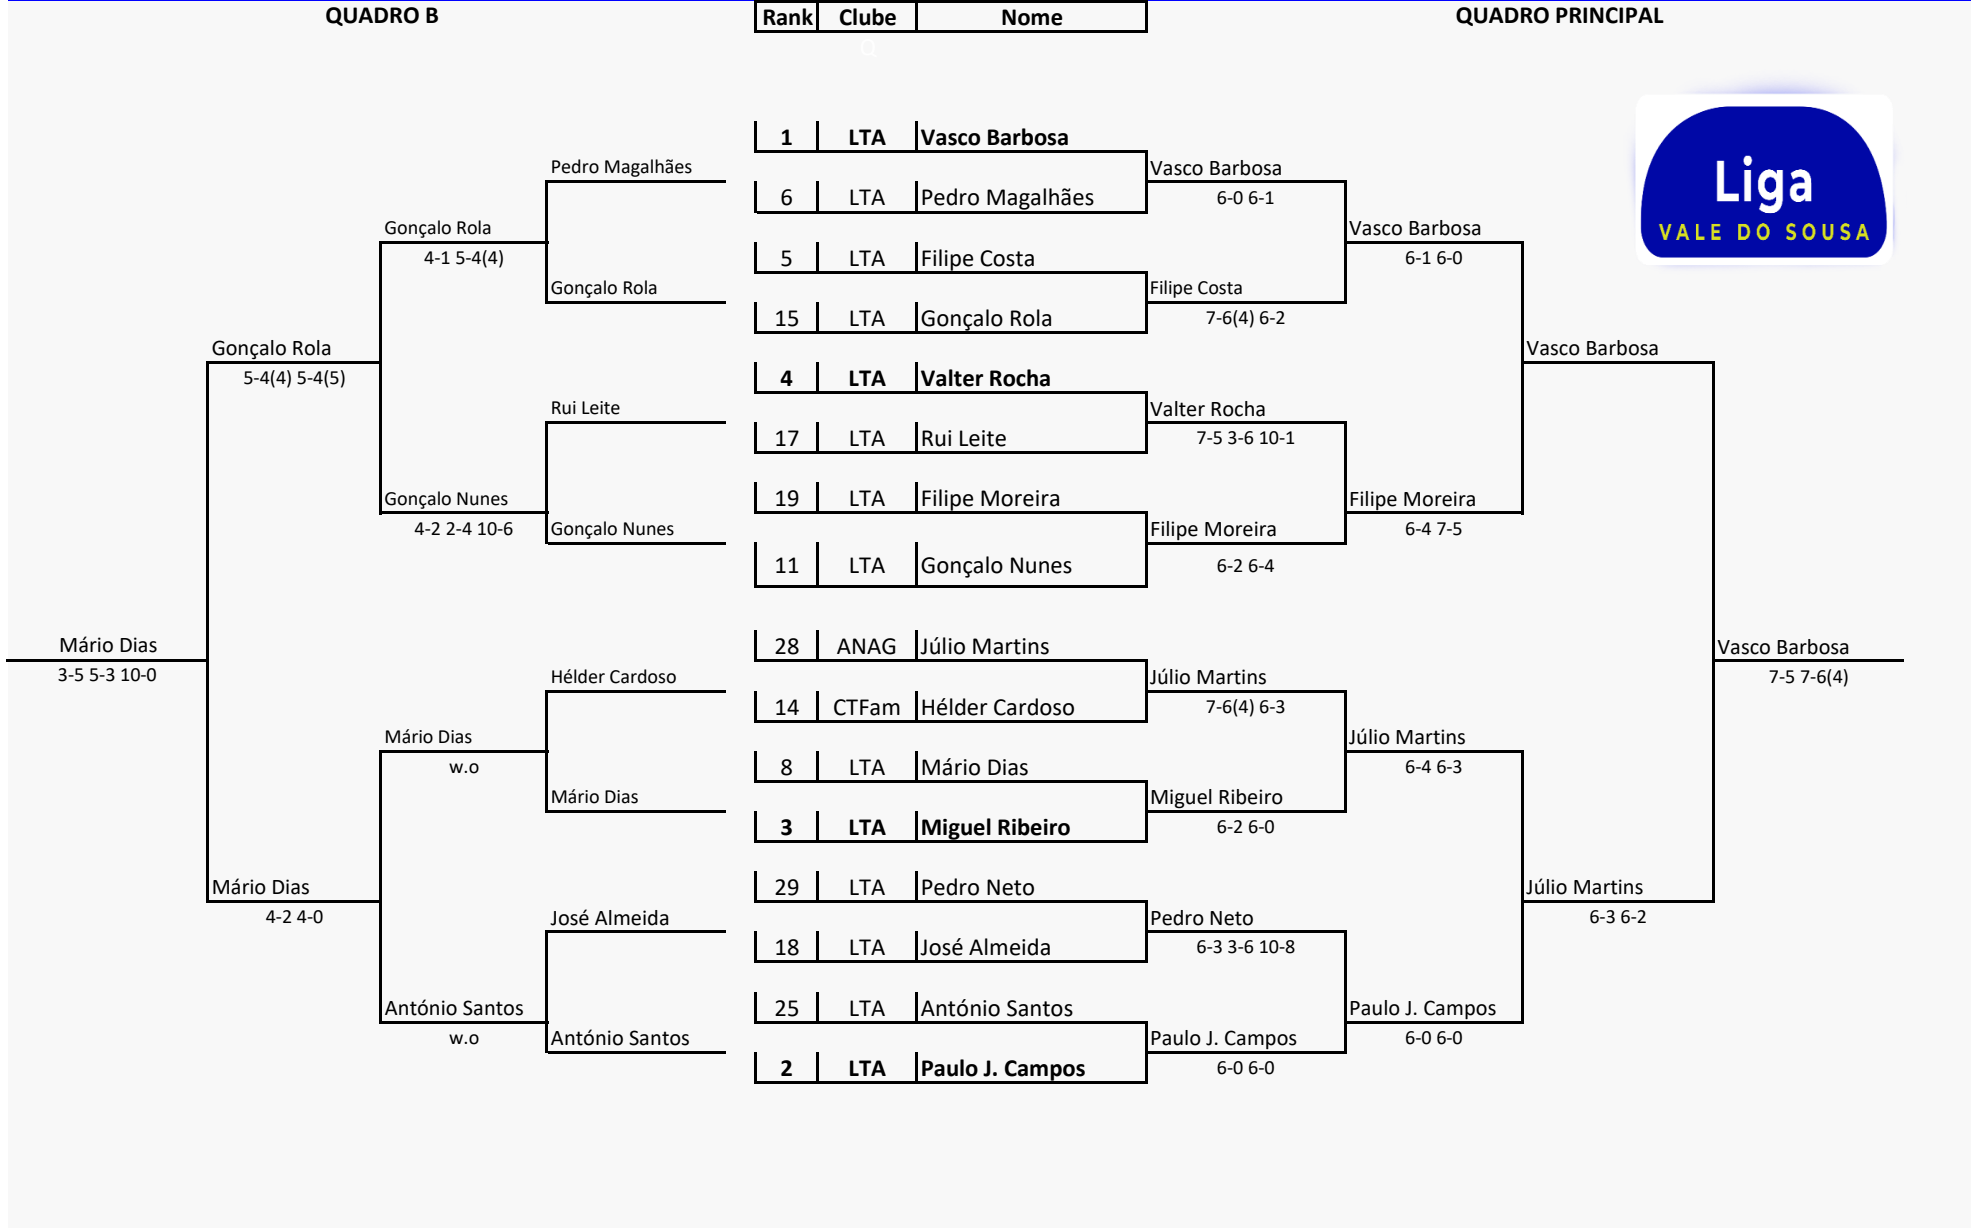 QUADRO B Rank Clube Nome QUADRO PRINCIPAL
Q
Liga
VALE DO SOUSA
1 LTA Vasco Barbosa
Pedro Magalhães Vasco Barbosa
6 LTA Pedro Magalhães 6-0 6-1
Gonçalo Rola Vasco Barbosa
4-1 5-4(4) 5 LTA Filipe Costa 6-1 6-0
Gonçalo Rola Filipe Costa
15 LTA Gonçalo Rola 7-6(4) 6-2
Gonçalo Rola Vasco Barbosa
5-4(4) 5-4(5) 4 LTA Valter Rocha
Rui Leite Valter Rocha
17 LTA Rui Leite 7-5 3-6 10-1
Gonçalo Nunes 19 LTA Filipe Moreira Filipe Moreira
4-2 2-4 10-6 Gonçalo Nunes Filipe Moreira 6-4 7-5
11 LTA Gonçalo Nunes 6-2 6-4
Mário Dias 28 ANAG Júlio Martins Vasco Barbosa
3-5 5-3 10-0 Hélder Cardoso Júlio Martins 7-5 7-6(4)
14 CTFam Hélder Cardoso 7-6(4) 6-3
Mário Dias Júlio Martins
w.o 8 LTA Mário Dias 6-4 6-3
Mário Dias Miguel Ribeiro
3 LTA Miguel Ribeiro 6-2 6-0
Mário Dias 29 LTA Pedro Neto Júlio Martins
4-2 4-0 José Almeida Pedro Neto 6-3 6-2
18 LTA José Almeida 6-3 3-6 10-8
António Santos 25 LTA António Santos Paulo J. Campos
w.o António Santos Paulo J. Campos 6-0 6-0
2 LTA Paulo J. Campos 6-0 6-0